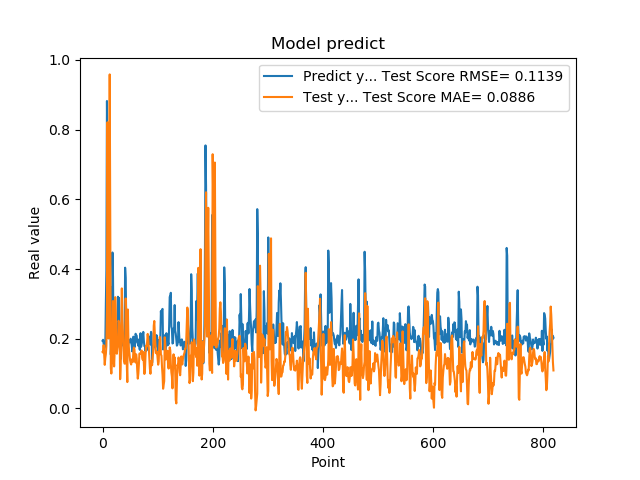 Model predict
Predict y... Test Score RMSE= 0.1139
Test y... Test Score MAE= 0.0886
Real value
1.0
0.8
0.6
0.4
0.2
0.0
0
200
400
600
800
Point